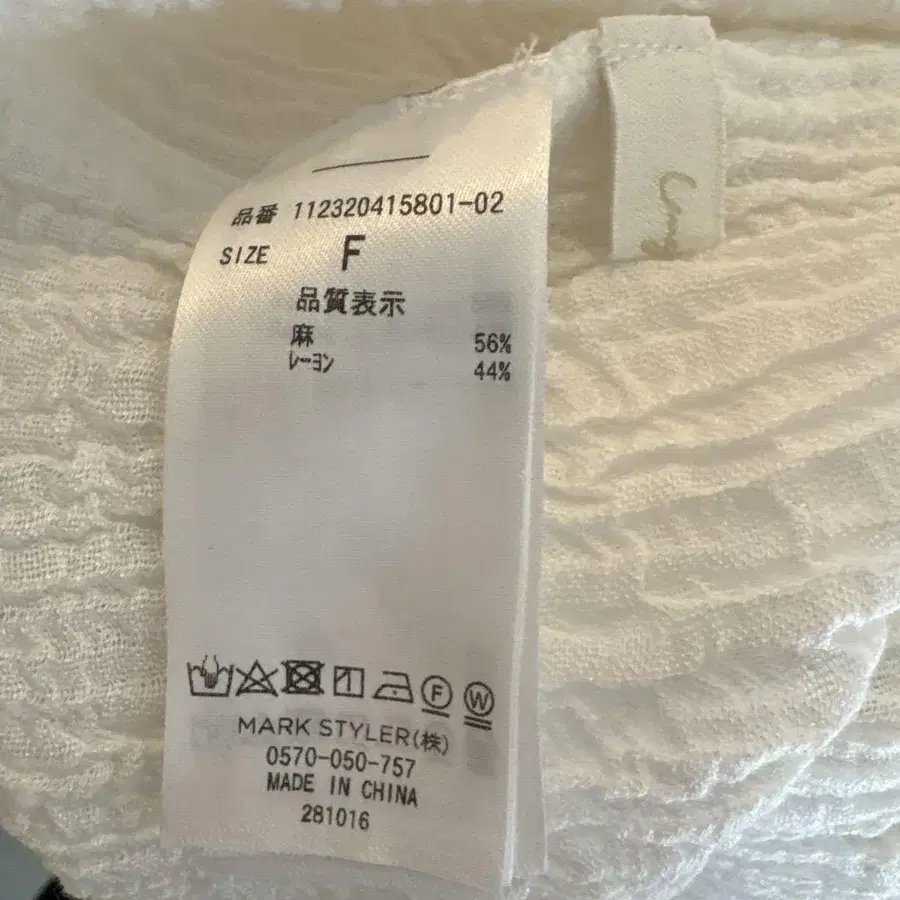 品番 112320415801-02
SIZE F
品質表示
麻 56%
レーヨン 44%
F
W
MARK STYLER(株)
0570-050-757
MADE IN CHINA
281016